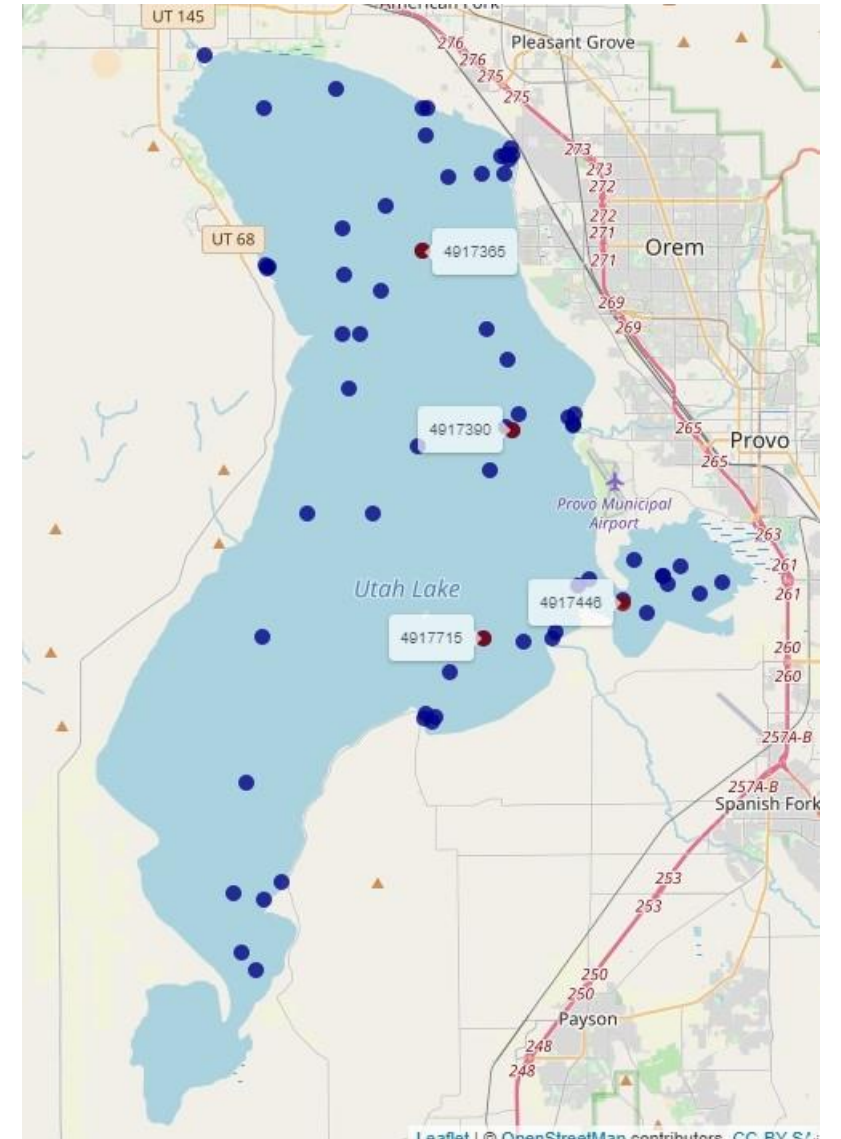 American Fork
UT 145
276
Pleasant Grove
276
275
275
273
273
272
UT 68
272
271
4917365
Orem
271
269
269
4917390
265
Provo
265
Provo Municipal
Airport
263
261
Utah Lake
261
4917446
4917715
260
260
257A-B
257A-B
Spanish Fork
253
253
250
250
Payson
248
248
Leaflet | © OpenStreetMap contributors, CC-BY-SA